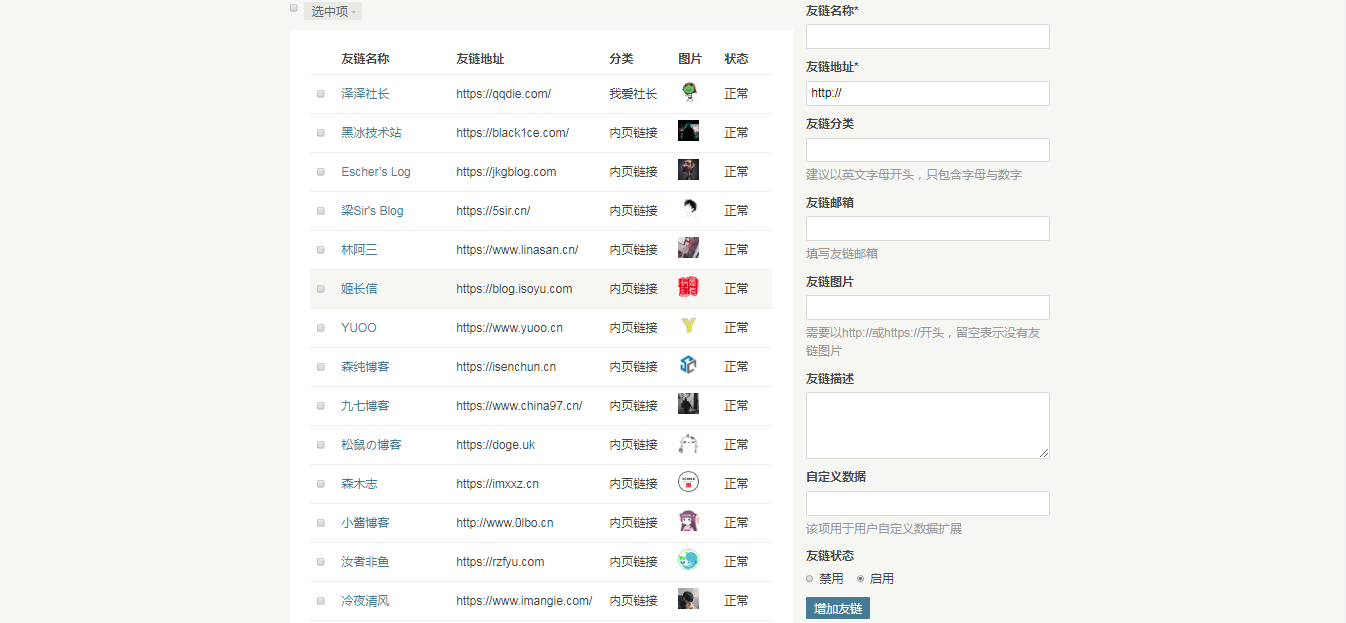 选中项
友链名称 友链地址 分类 图片 状态
泽泽社长 https://qqdie.com/ 我爱社长 正常
黑冰技术站 https://black1ce.com/ 内页链接 正常
Escher's Log https://jkgblog.com 内页链接 正常
梁Sir's Blog https://5sir.cn/ 内页链接 正常
林阿三 https://www.linasan.cn/ 内页链接 正常
姬长信 https://blog.isoyu.com 内页链接 正常
YUOO https://www.yuoo.cn 内页链接 正常
森纯博客 https://isenchun.cn 内页链接 正常
九七博客 https://www.china97.cn/ 内页链接 正常
松鼠の博客 https://doge.uk 内页链接 正常
森木志 https://imxxz.cn 内页链接 正常
小酱博客 http://www.0lbo.cn 内页链接 正常
汝者非鱼 https://rzfyu.com 内页链接 正常
冷夜清风 https://www.imangie.com/ 内页链接 正常
友链名称*
友链地址*
http://
友链分类
建议以英文字母开头，只包含字母与数字
友链邮箱
填写友链邮箱
友链图片
需要以http://或https://开头，留空表示没有友
链图片
友链描述
自定义数据
该项用于用户自定义数据扩展
友链状态
禁用 启用
增加友链